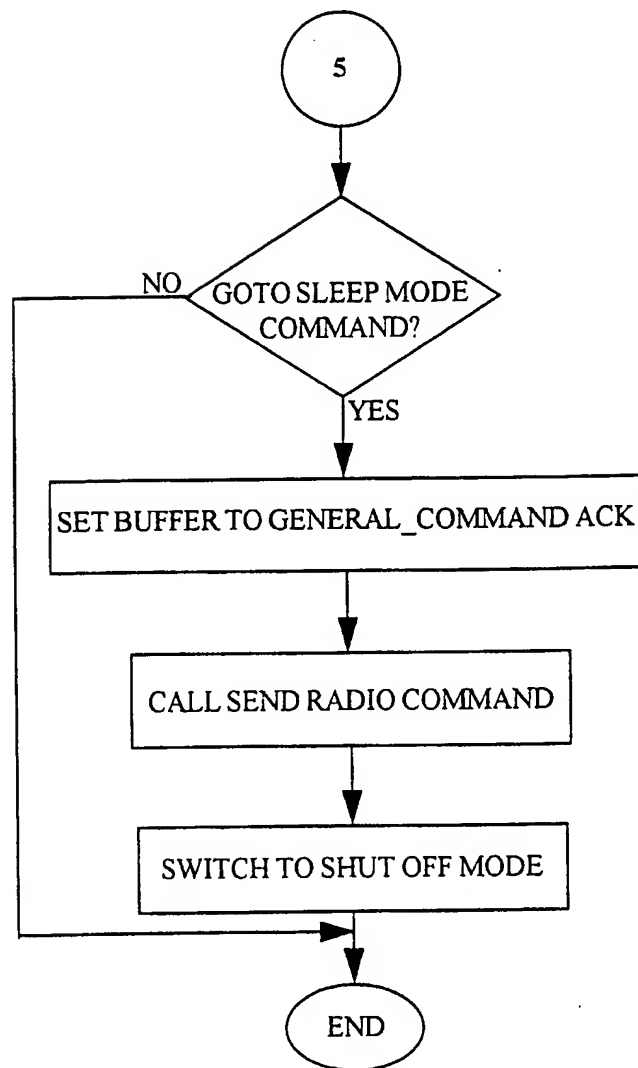 5
NO
GOTO SLEEP MODE
COMMAND?
YES
SET BUFFER TO GENERAL_COMMAND ACK
CALL SEND RADIO COMMAND
SWITCH TO SHUT OFF MODE
END